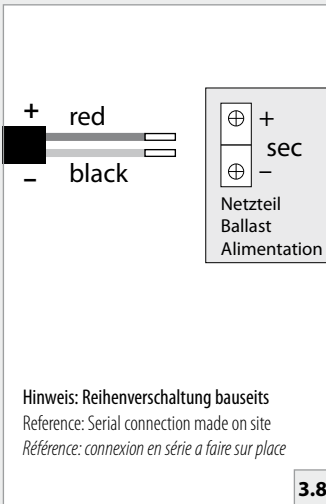 + red
– black
+
sec
–
Netzteil
Ballast
Alimentation
Hinweis: Reihenverschaltung bauseits
Reference: Serial connection made on site
Référence: connexion en série a faire sur place
3.8